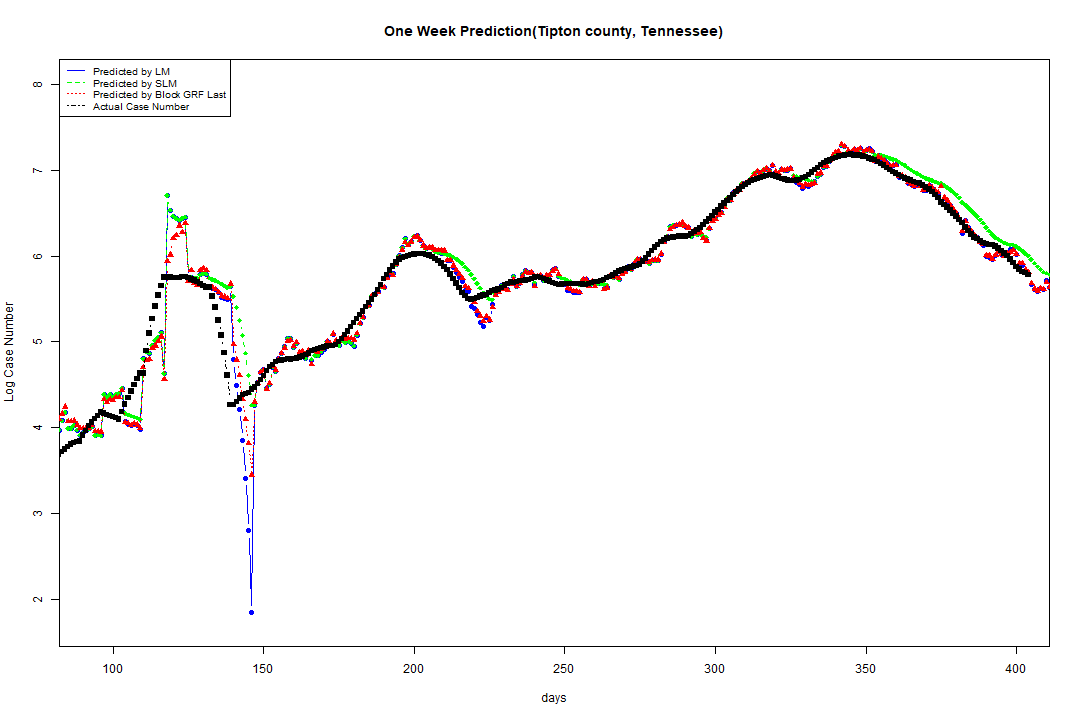 One Week Prediction(Tipton county, Tennessee)
Predicted by LM
Predicted by SLM
Predicted by Block GRF Last
Actual Case Number
Log Case Number
8
7
6
5
4
3
2
100 150 200 250 300 350 400
days